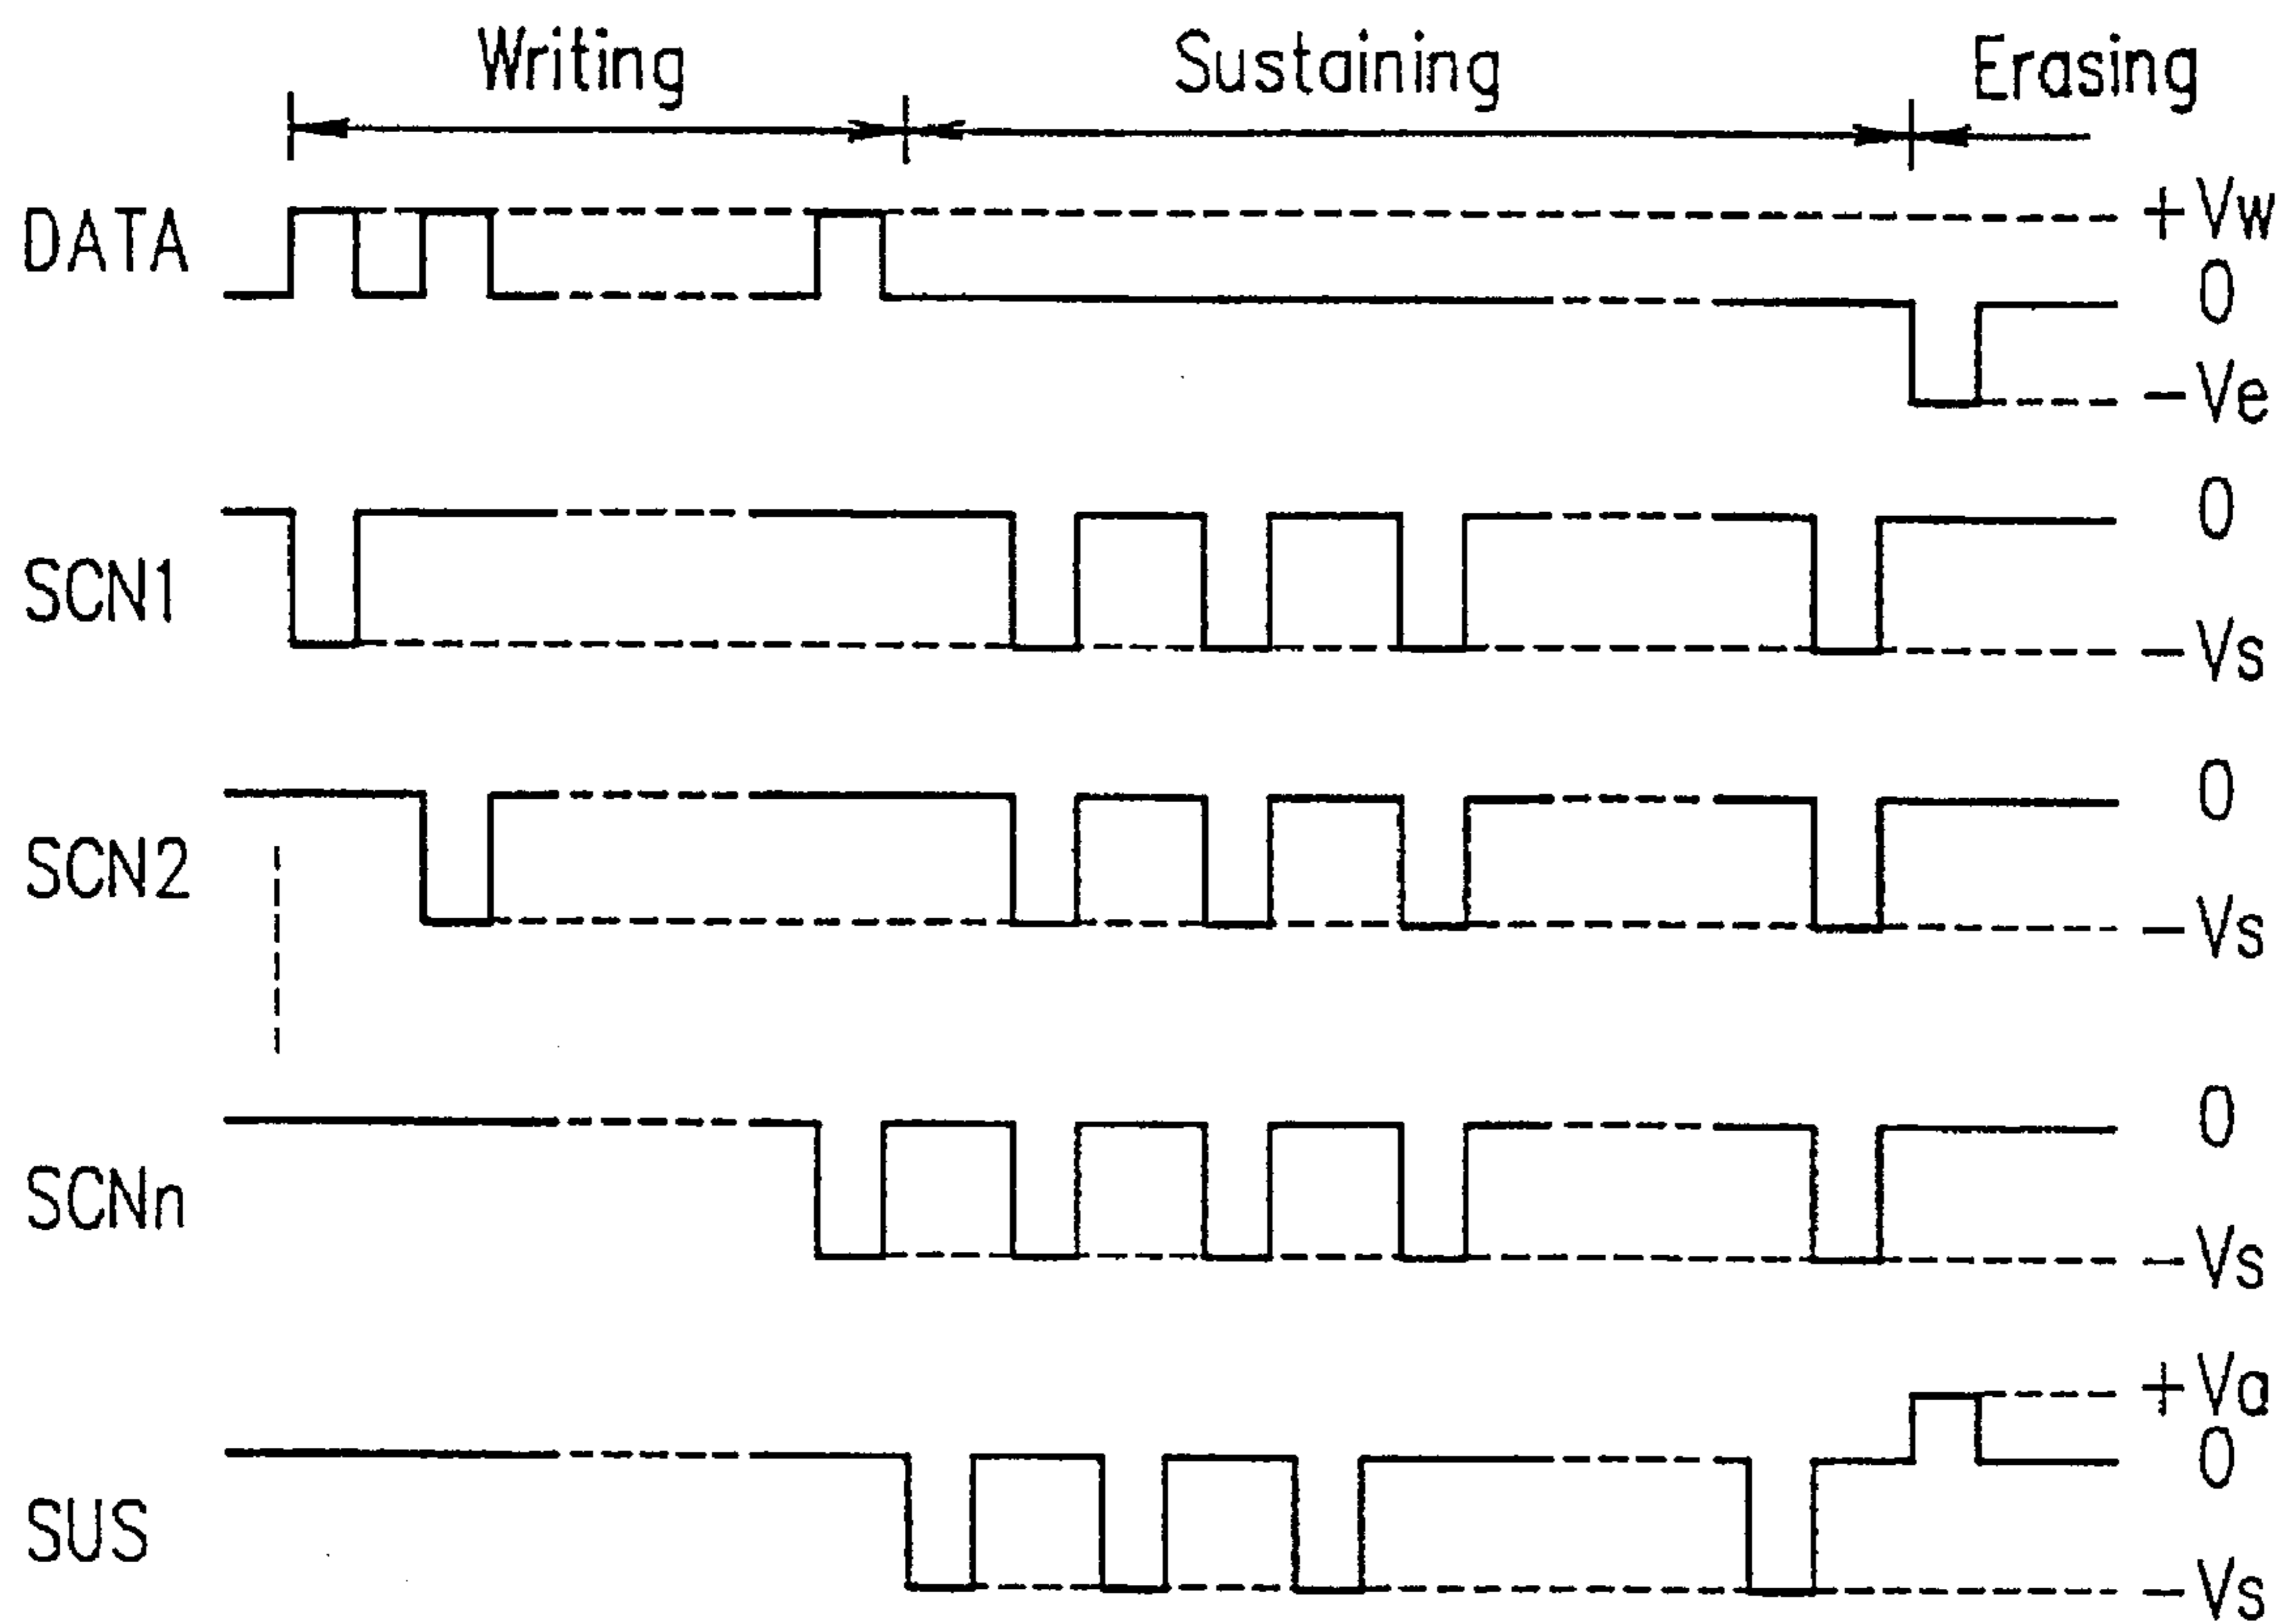 Writing Sustaining Erasing
DATA +Vw
0
-Ve
SCN1 0
-Vs
SCN2 0
-Vs
SCNn 0
-Vs
+Va
0
SUS -Vs